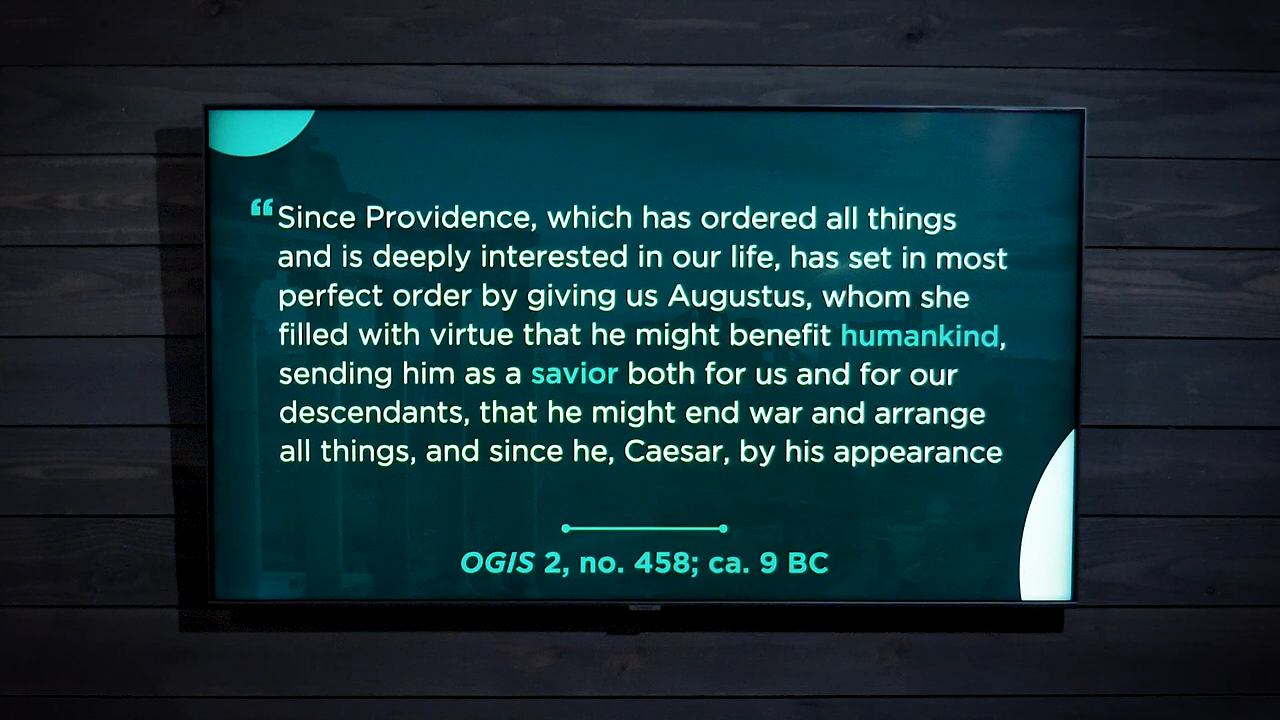 “Since Providence, which has ordered all things
and is deeply interested in our life, has set in most
perfect order by giving us Augustus, whom she
filled with virtue that he might benefit humankind,
sending him as a savior both for us and for our
descendants, that he might end war and arrange
all things, and since he, Caesar, by his appearance
OGIS 2, no. 458; ca. 9 BC